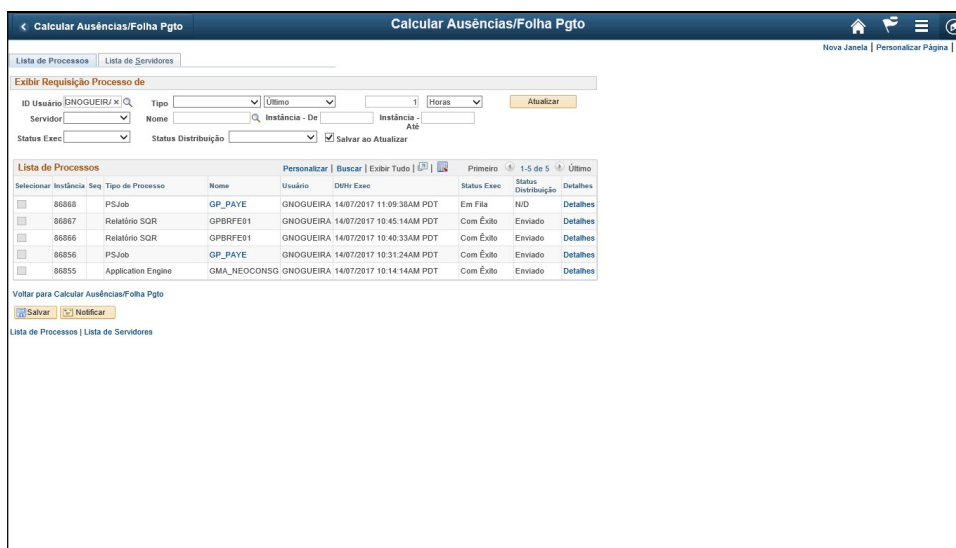 Calcular Ausências/Folha Pgto Calcular Ausências/Folha Pgto
Nova Janela | Personalizar Página |
Lista de Processos Lista de Servidores
Exibir Requisição Processo de
ID Usuário GNOGUEIRA Tipo Último 1 Horas Atualizar
Servidor Nome Instância - De Instância - Até
Status Exec Status Distribuição Salvar ao Atualizar
Lista de Processos Personalizar | Buscar | Exibir Tudo | | Primeiro 1-5 de 5 Último
Selecionar Instância Seq Tipo de Processo Nome Usuário Dt/Hr Exec Status Exec Status Distribuição Detalhes
86868 PSJob GP_PAYE GNOGUEIRA 14/07/2017 11:09:38AM PDT Em Fila N/D Detalhes
86867 Relatório SQR GPBRFE01 GNOGUEIRA 14/07/2017 10:45:14AM PDT Com Êxito Enviado Detalhes
86866 Relatório SQR GPBRFE01 GNOGUEIRA 14/07/2017 10:40:33AM PDT Com Êxito Enviado Detalhes
86856 PSJob GP_PAYE GNOGUEIRA 14/07/2017 10:31:24AM PDT Com Êxito Enviado Detalhes
86855 Application Engine GMA_NEOCONSG GNOGUEIRA 14/07/2017 10:14:14AM PDT Com Êxito Enviado Detalhes
Voltar para Calcular Ausências/Folha Pgto
Salvar Notificar
Lista de Processos | Lista de Servidores